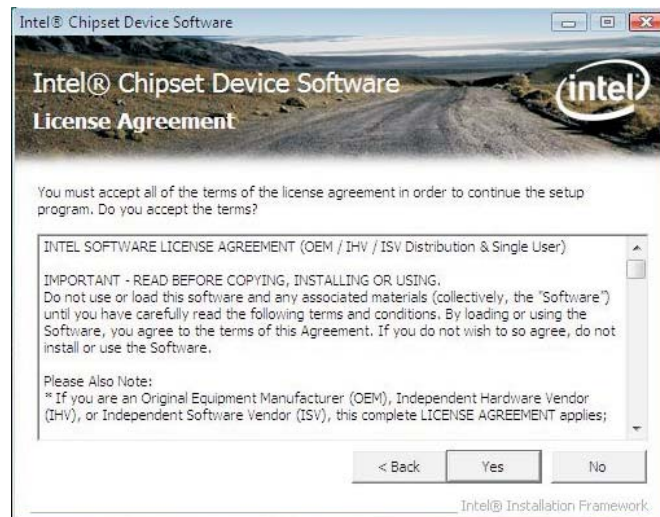 Intel® Chipset Device Software
Intel® Chipset Device Software
intel
License Agreement
You must accept all of the terms of the license agreement in order to continue the setup
program. Do you accept the terms?
INTEL SOFTWARE LICENSE AGREEMENT (OEM / IHV / ISV Distribution & Single User)
IMPORTANT - READ BEFORE COPYING, INSTALLING OR USING.
Do not use or load this software and any associated materials (collectively, the "Software")
until you have carefully read the following terms and conditions. By loading or using the
Software, you agree to the terms of this Agreement. If you do not wish to so agree, do not
install or use the Software.
Please Also Note:
* If you are an Original Equipment Manufacturer (OEM), Independent Hardware Vendor
(IHV), or Independent Software Vendor (ISV), this complete LICENSE AGREEMENT applies;
< Back
Yes
No
Intel® Installation Framework